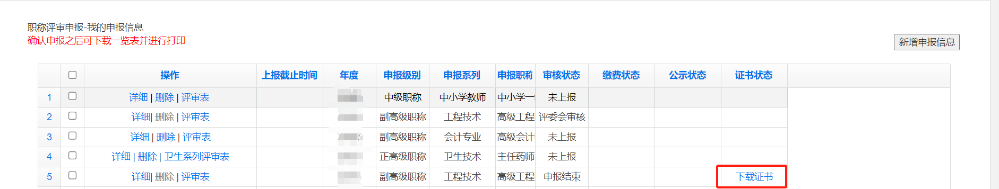 职称评审申报-我的申报信息
确认申报之后可下载一览表并进行打印
新增申报信息
操作 上报截止时间 年度 申报级别 申报系列 申报职称 审核状态 缴费状态 公示状态 证书状态
1 详细 | 删除 | 评审表 中级职称 中小学教师 中小学一 未上报
2 详细| 删除 | 评审表 副高级职称 工程技术 高级工程 评委会审核
3 详细 | 删除 | 评审表 副高级职称 会计专业 高级会计 未上报
4 详细 | 删除 | 卫生系列评审表 正高级职称 卫生技术 主任药师 未上报
5 详细| 删除 | 评审表 副高级职称 工程技术 高级工程 申报结束 下载证书